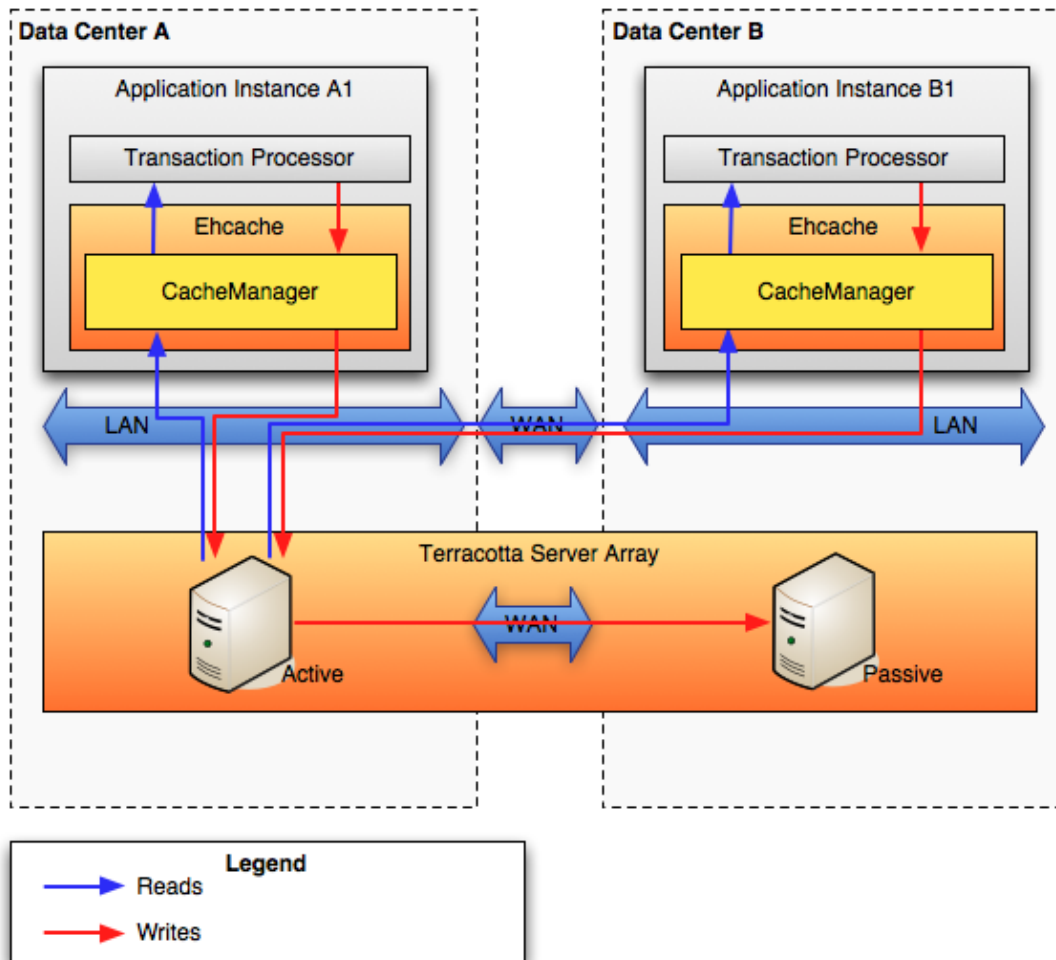 Data Center A
Data Center B
Application Instance A1
Application Instance B1
Transaction Processor
Transaction Processor
Ehcache
Ehcache
CacheManager
CacheManager
LAN
WAN
LAN
Terracotta Server Array
WAN
Active
Passive
Legend
Reads
Writes